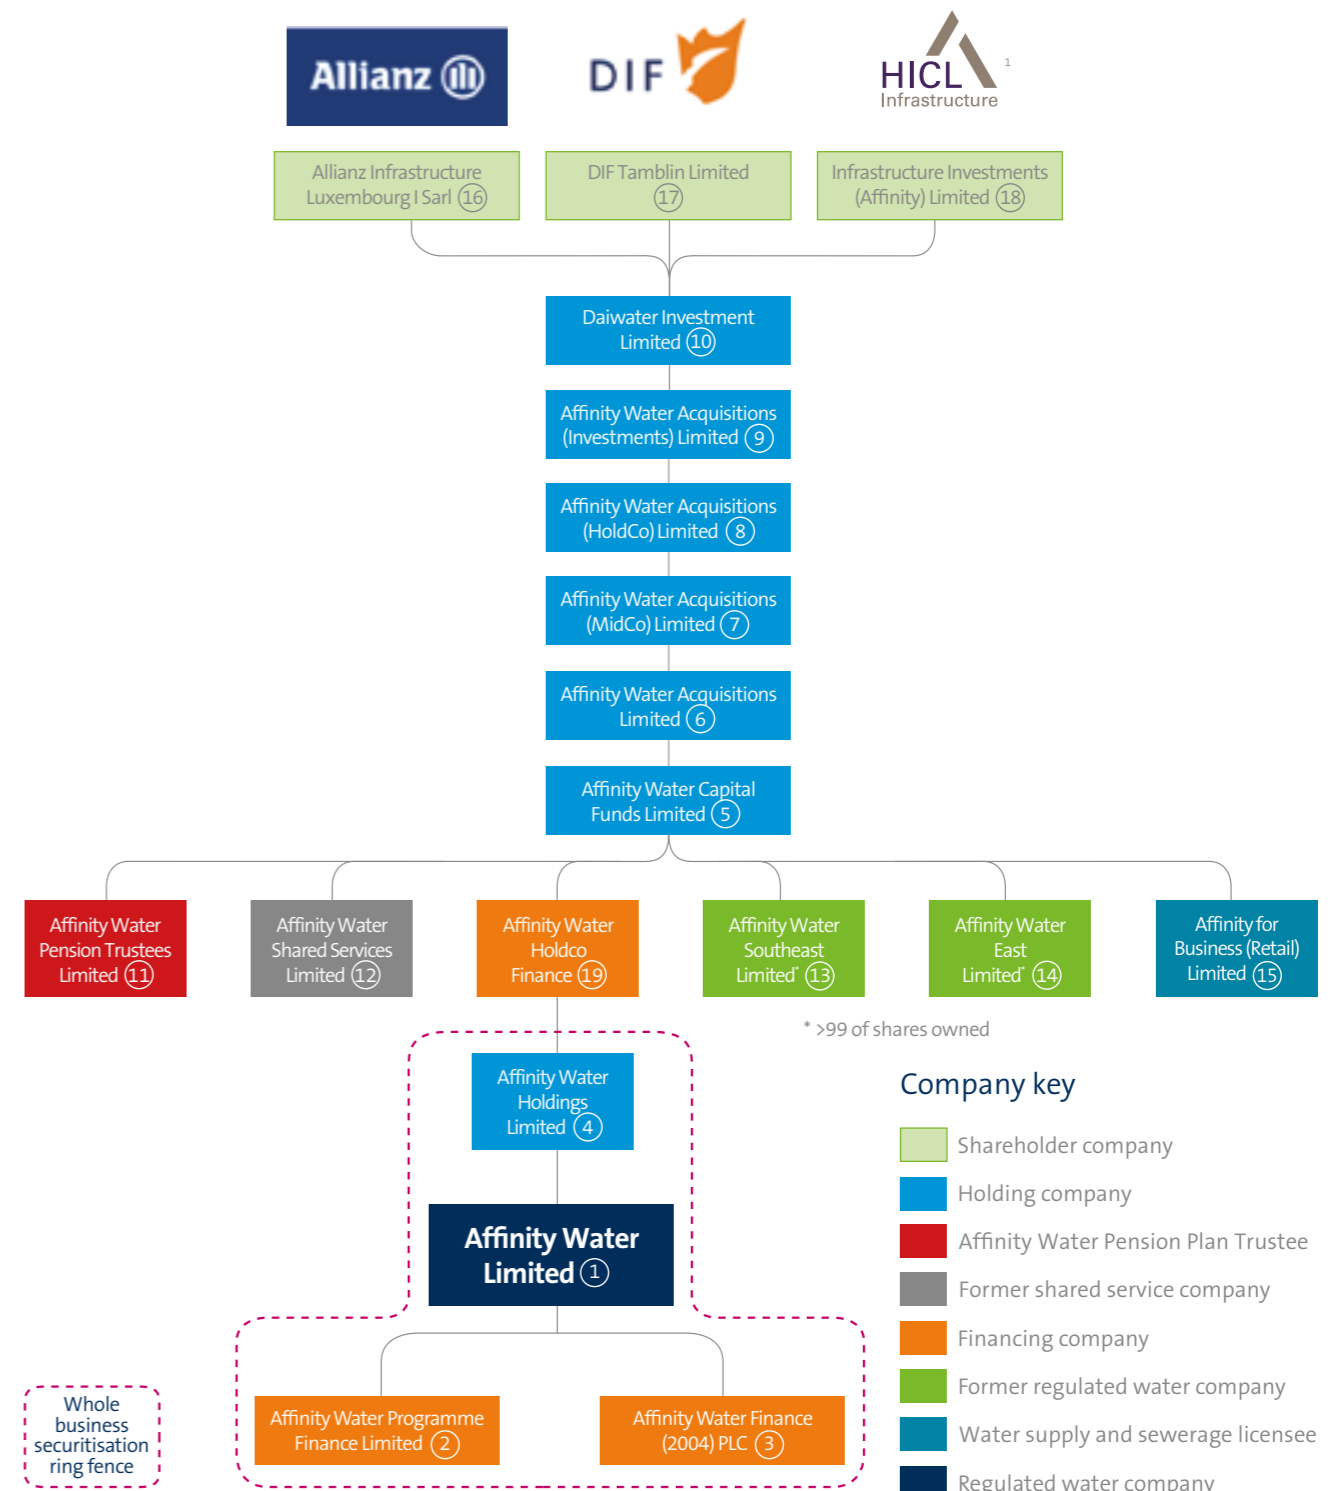 Allianz
DIF
HICL
Infrastructure
1
Allianz Infrastructure
Luxembourg I Sarl 16
DIF Tamblin Limited
17
Infrastructure Investments
(Affinity) Limited 18
Daiwater Investment
Limited 10
Affinity Water Acquisitions
(Investments) Limited 9
Affinity Water Acquisitions
(HoldCo) Limited 8
Affinity Water Acquisitions
(MidCo) Limited 7
Affinity Water Acquisitions
Limited 6
Affinity Water Capital
Funds Limited 5
Affinity Water
Pension Trustees
Limited 11
Affinity Water
Shared Services
Limited 12
Affinity Water
Holdco
Finance 19
Affinity Water
Southeast
Limited* 13
Affinity Water
East
Limited* 14
Affinity for
Business (Retail)
Limited 15
* >99 of shares owned
Affinity Water
Holdings
Limited 4
Affinity Water
Limited 1
Affinity Water Programme
Finance Limited 2
Affinity Water Finance
(2004) PLC 3
Whole
business
securitisation
ring fence
Company key
Shareholder company
Holding company
Affinity Water Pension Plan Trustee
Former shared service company
Financing company
Former regulated water company
Water supply and sewerage licensee
Regulated water company